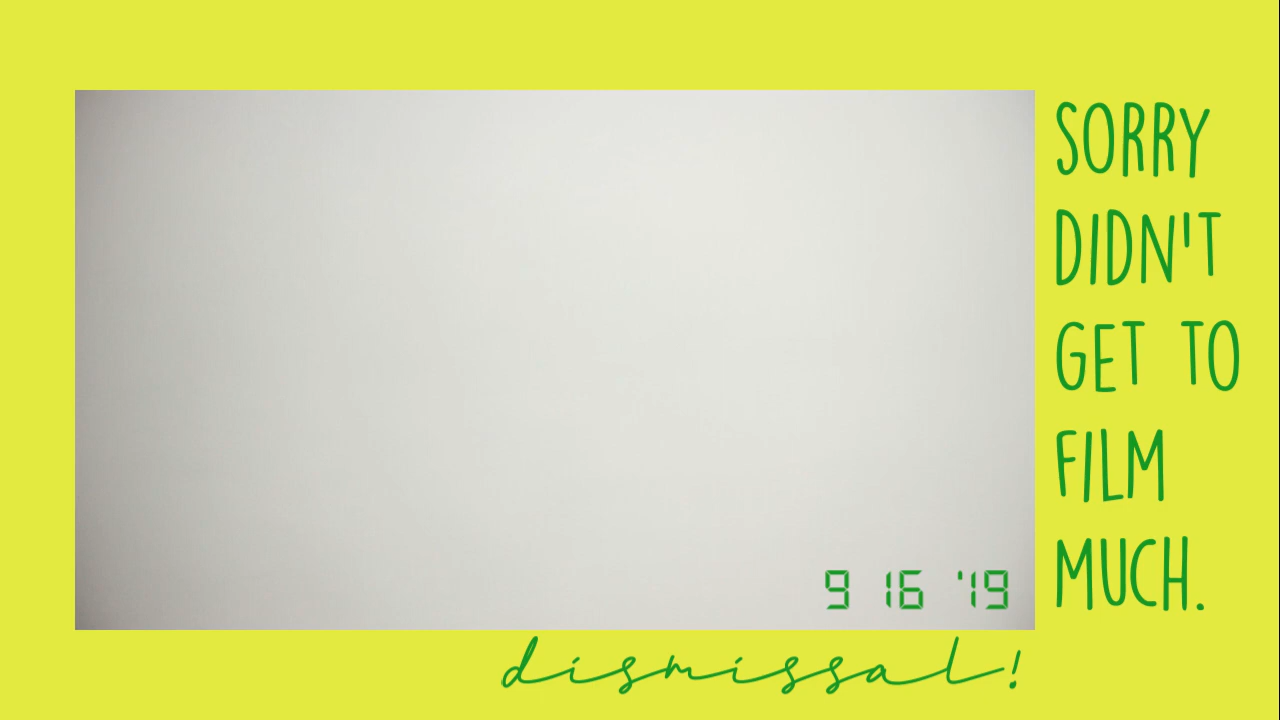 SORRY
DIDN'T
GET TO
FILM
MUCH.
9 16 '19
dismissal!